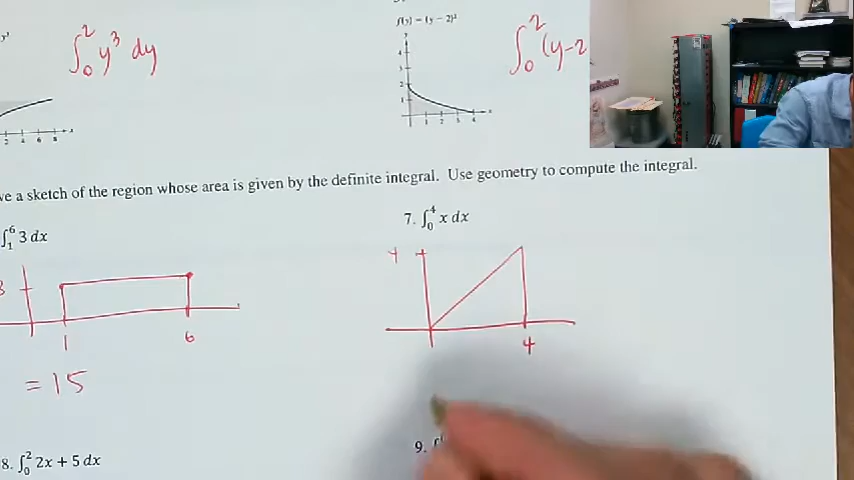 ∫₀² y³ dy
f(y) = (y − 2)²
∫₀² (y-2
a sketch of the region whose area is given by the definite integral. Use geometry to compute the integral.
∫₁⁶ 3 dx
7. ∫₀⁴ x dx
4
1
6
4
= 15
8. ∫₀² 2x + 5 dx
9.